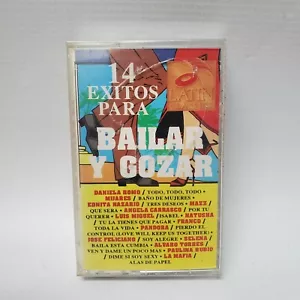 14
EXITOS
PARA
LATIN
BAILAR
Y GOZAR
DANIELA ROMO / TODO, TODO, TODO •
MIJARES / BAÑO DE MUJERES •
EDNITA NAZARIO / TRES DESEOS • MAEZ /
QUE SERA • ANGELA CARRASCO / POR TU
QUERER • LUIS MIGUEL / ISABEL • NATUSHA
/ TU LA TIENES QUE PAGAR • FRANCO /
TODA LA VIDA • PANDORA / PIERDO EL
CONTROL (LOVE WILL KEEP US TOGETHER) •
JOSE FELICIANO / SOY ALEGRE • SELENA /
BAILA ESTA CUMBIA • ALVARO TORRES /
VEN Y DAME UN POCO MAS • PAULINA RUBIO
/ DIME SI SOY SEXY • LA MAFIA /
ALAS DE PAPEL